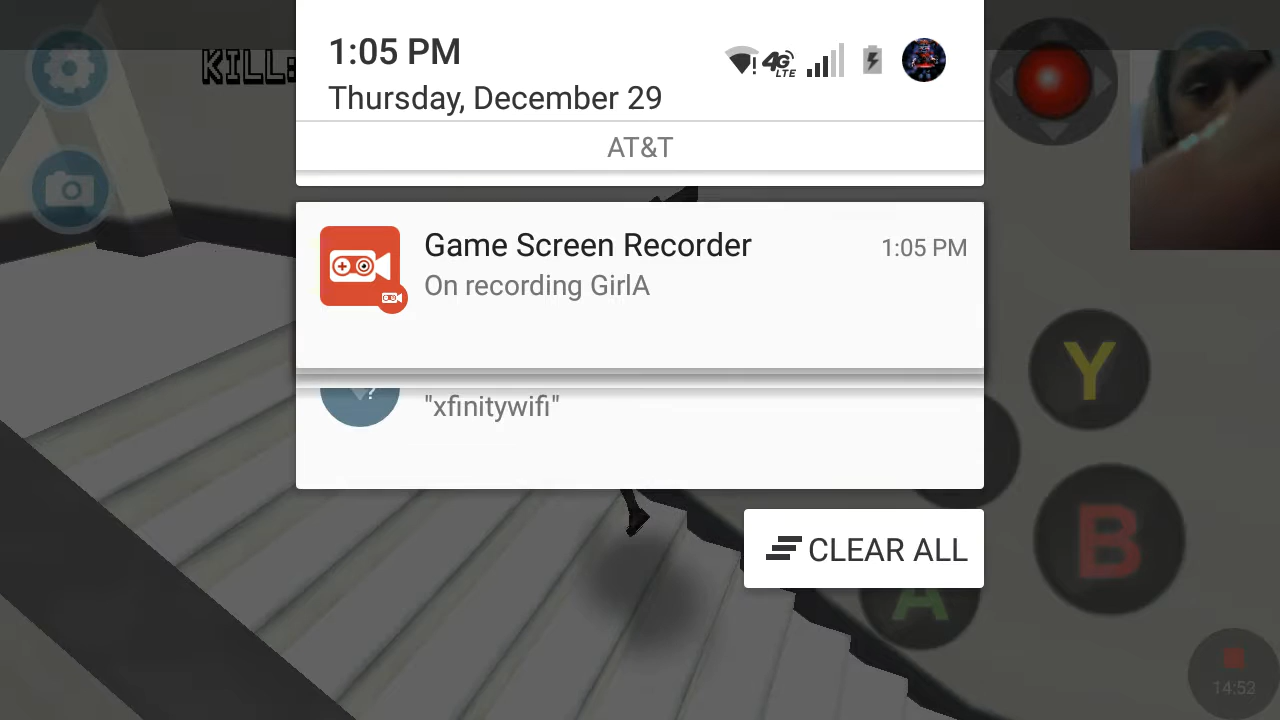 KILL:
1:05 PM
4G LTE
Thursday, December 29
AT&T
Game Screen Recorder
1:05 PM
On recording GirlA
?
"xfinitywifi"
CLEAR ALL
Y
B
A
14:52